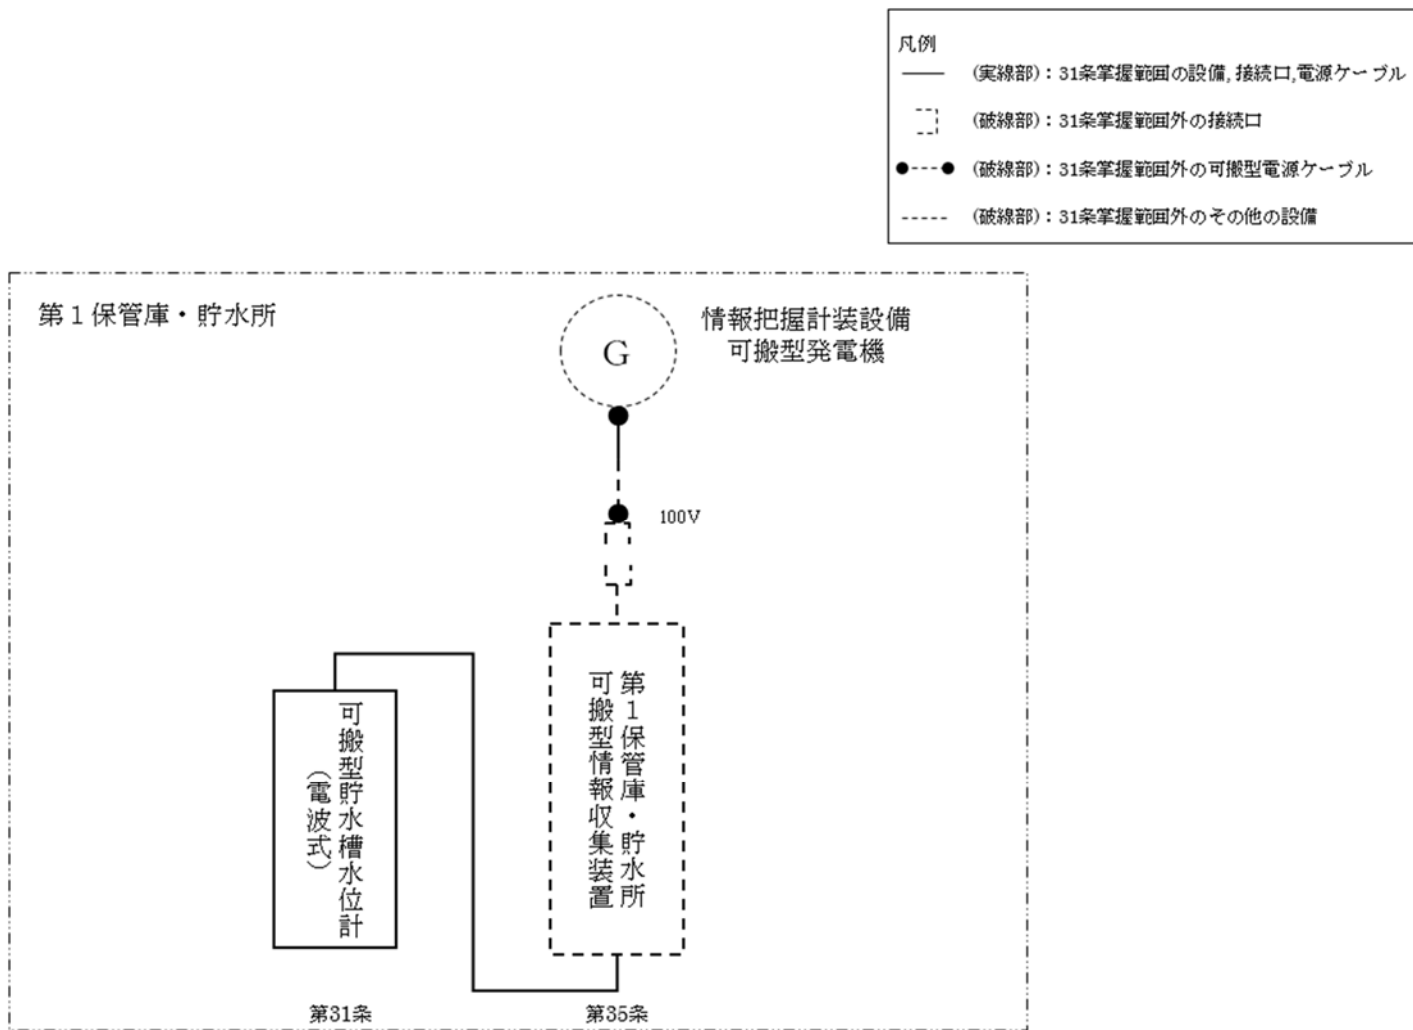 凡例
(実線部)：31条掌握範囲の設備, 接続口,電源ケーブル
(破線部)：31条掌握範囲外の接続口
(破線部)：31条掌握範囲外の可搬型電源ケーブル
(破線部)：31条掌握範囲外のその他の設備
第１保管庫・貯水所
情報把握計装設備
可搬型発電機
G
100V
第１保管庫・貯水所
可搬型情報収集装置
可搬型貯水槽水位計
（電波式）
第31条
第35条